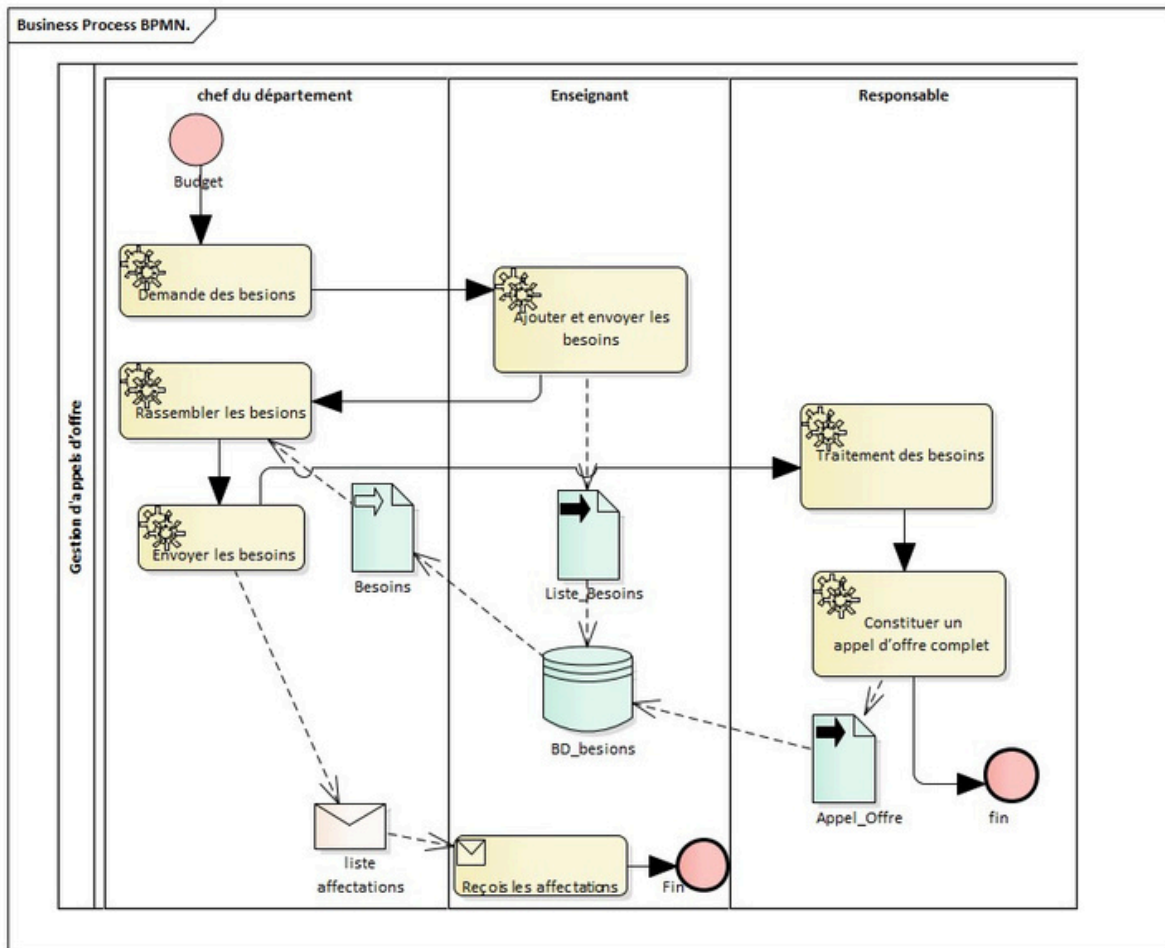 Business Process BPMN.
Gestion d'appels d'offre
chef du département
Enseignant
Responsable
Budget
Demande des besions
Ajouter et envoyer les
besoins
Rassembler les besions
Traitement des besoins
Envoyer les besoins
Besoins
Liste_Besoins
Constituer un
appel d'offre complet
BD_besions
Appel_Offre
fin
liste
affectations
Reçois les affectations
Fin